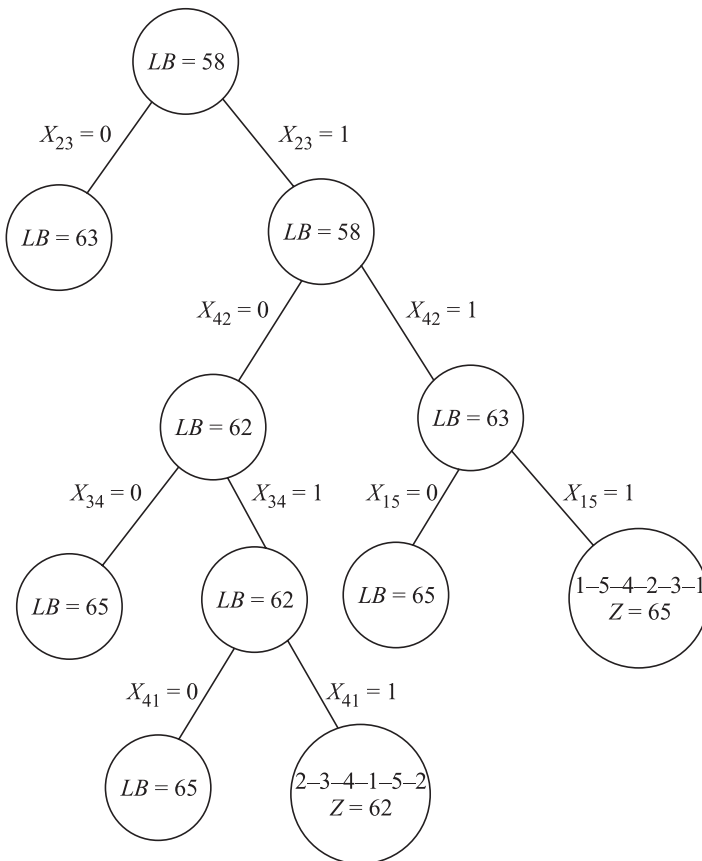 LB = 58
X₂₃ = 0
X₂₃ = 1
LB = 63
LB = 58
X₄₂ = 0
X₄₂ = 1
LB = 62
LB = 63
X₃₄ = 0
X₃₄ = 1
X₁₅ = 0
X₁₅ = 1
LB = 65
LB = 62
LB = 65
1–5–4–2–3–1
Z = 65
X₄₁ = 0
X₄₁ = 1
LB = 65
2–3–4–1–5–2
Z = 62